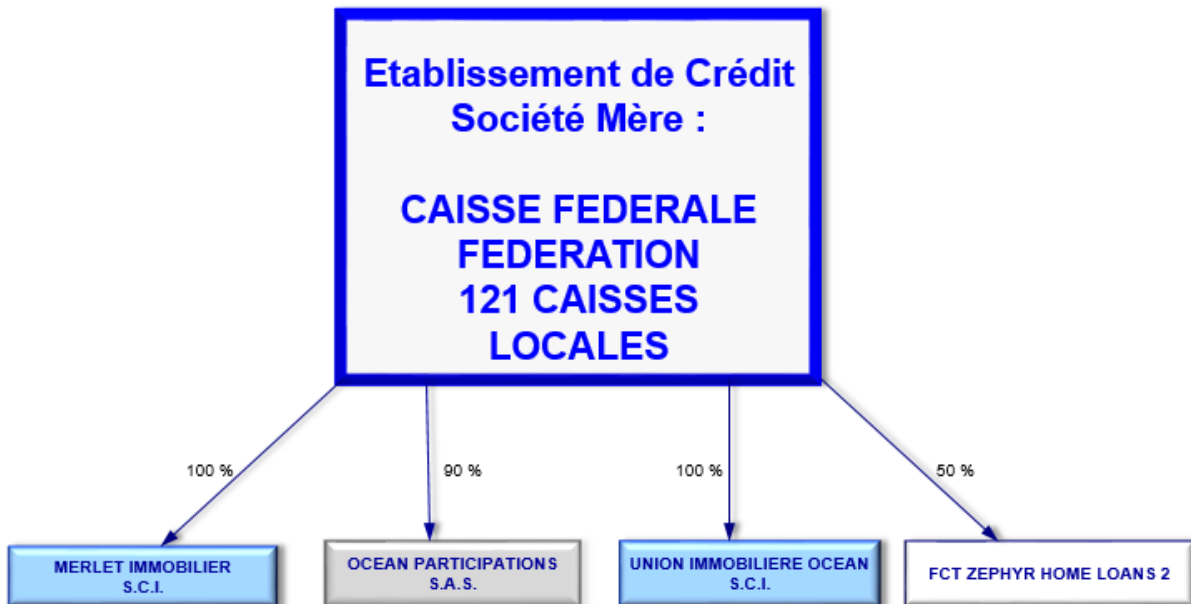 Etablissement de Crédit
Société Mère :
CAISSE FEDERALE
FEDERATION
121 CAISSES
LOCALES
100 %
90 %
100 %
50 %
MERLET IMMOBILIER
S.C.I.
OCEAN PARTICIPATIONS
S.A.S.
UNION IMMOBILIERE OCEAN
S.C.I.
FCT ZEPHYR HOME LOANS 2